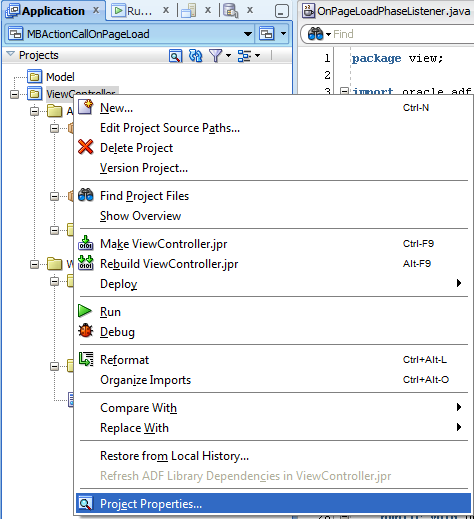 Application
Ru...
OnPageLoadPhaseListener.java
MBActionCallOnPageLoad
Find
Projects
1 package view;
2
3 import oracle.adf
Model
ViewController
A
W
New... Ctrl-N
Edit Project Source Paths...
Delete Project
Version Project...
Find Project Files
Show Overview
Make ViewController.jpr Ctrl-F9
Rebuild ViewController.jpr Alt-F9
Deploy
Run
Debug
Reformat Ctrl+Alt-L
Organize Imports Ctrl+Alt-O
Compare With
Replace With
Restore from Local History...
Refresh ADF Library Dependencies in ViewController.jpr
Project Properties...